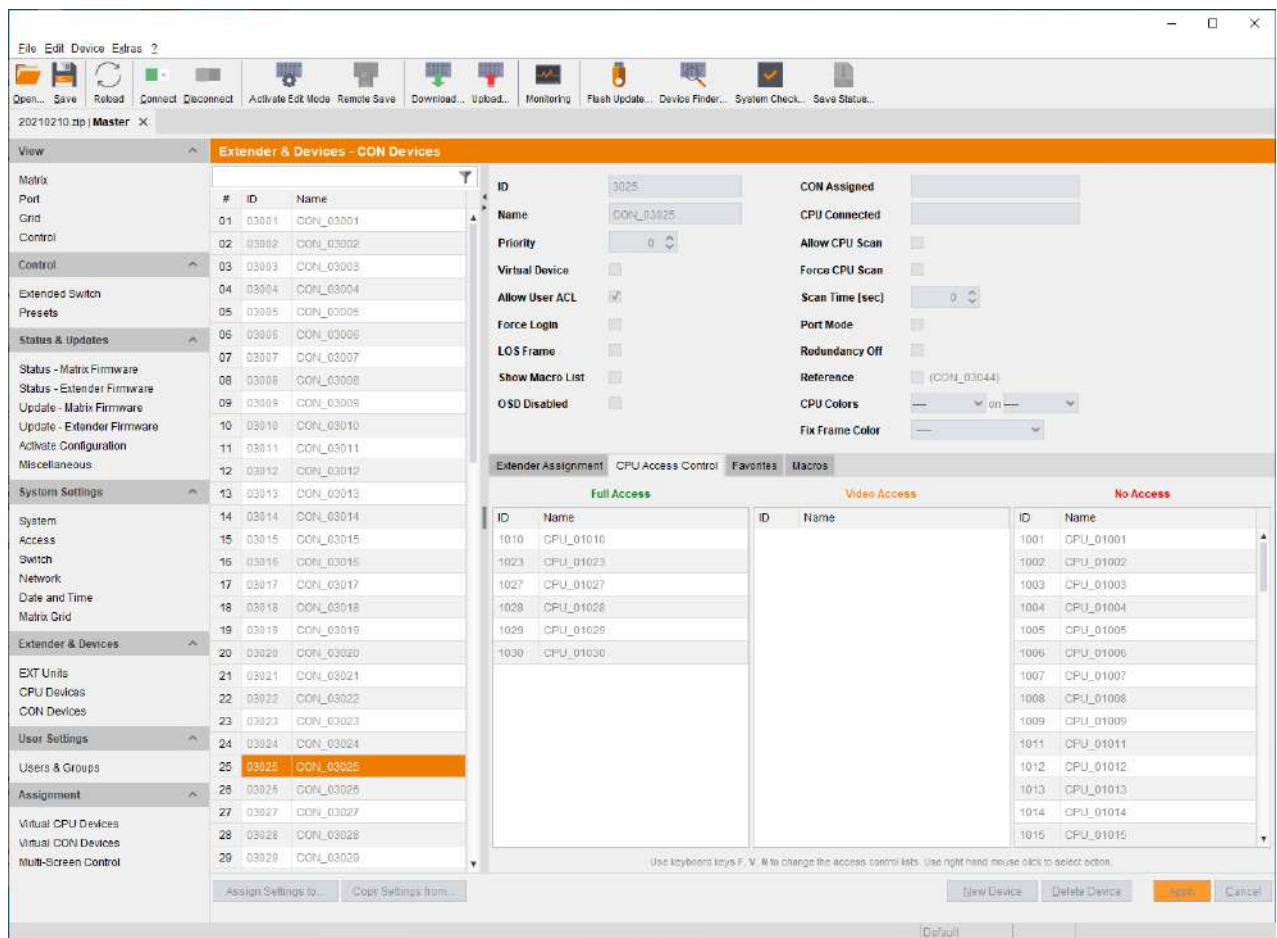 File Edit Device Extras ?
Open... Save Reload Connect Disconnect Activate Edit Mode Remote Save Download... Upload... Monitoring Flash Update... Device Finder... System Check... Save Status...
20210210.zip | Master
View
Matrix
Port
Grid
Control
Control
Extended Switch
Presets
Status & Updates
Status - Matrix Firmware
Status - Extender Firmware
Update - Matrix Firmware
Update - Extender Firmware
Activate Configuration
Miscellaneous
System Settings
System
Access
Switch
Network
Date and Time
Matrix Grid
Extender & Devices
EXT Units
CPU Devices
CON Devices
User Settings
Users & Groups
Assignment
Virtual CPU Devices
Virtual CON Devices
Multi-Screen Control
Extender & Devices - CON Devices
# ID Name
01 03001 CON_03001
02 03002 CON_03002
03 03003 CON_03003
04 03004 CON_03004
05 03005 CON_03005
06 03006 CON_03006
07 03007 CON_03007
08 03008 CON_03008
09 03009 CON_03009
10 03010 CON_03010
11 03011 CON_03011
12 03012 CON_03012
13 03013 CON_03013
14 03014 CON_03014
15 03015 CON_03015
16 03016 CON_03016
17 03017 CON_03017
18 03018 CON_03018
19 03019 CON_03019
20 03020 CON_03020
21 03021 CON_03021
22 03022 CON_03022
23 03023 CON_03023
24 03024 CON_03024
25 03025 CON_03025
26 03026 CON_03026
27 03027 CON_03027
28 03028 CON_03028
29 03029 CON_03029
Assign Settings to... Copy Settings from...
ID 3025
Name CON_03025
Priority 0
Virtual Device
Allow User ACL
Force Login
LOS Frame
Show Macro List
OSD Disabled
CON Assigned
CPU Connected
Allow CPU Scan
Force CPU Scan
Scan Time [sec] 0
Port Mode
Redundancy Off
Reference (CON_03044)
CPU Colors ---- on ----
Fix Frame Color ----
Extender Assignment CPU Access Control Favorites Macros
Full Access
ID Name
1010 CPU_01010
1023 CPU_01023
1027 CPU_01027
1028 CPU_01028
1029 CPU_01029
1030 CPU_01030
Video Access
ID Name
No Access
ID Name
1001 CPU_01001
1002 CPU_01002
1003 CPU_01003
1004 CPU_01004
1005 CPU_01005
1006 CPU_01006
1007 CPU_01007
1008 CPU_01008
1009 CPU_01009
1011 CPU_01011
1012 CPU_01012
1013 CPU_01013
1014 CPU_01014
1015 CPU_01015
Use keyboard keys F, V, N to change the access control lists. Use right hand mouse click to select action.
New Device Delete Device Apply Cancel
Default